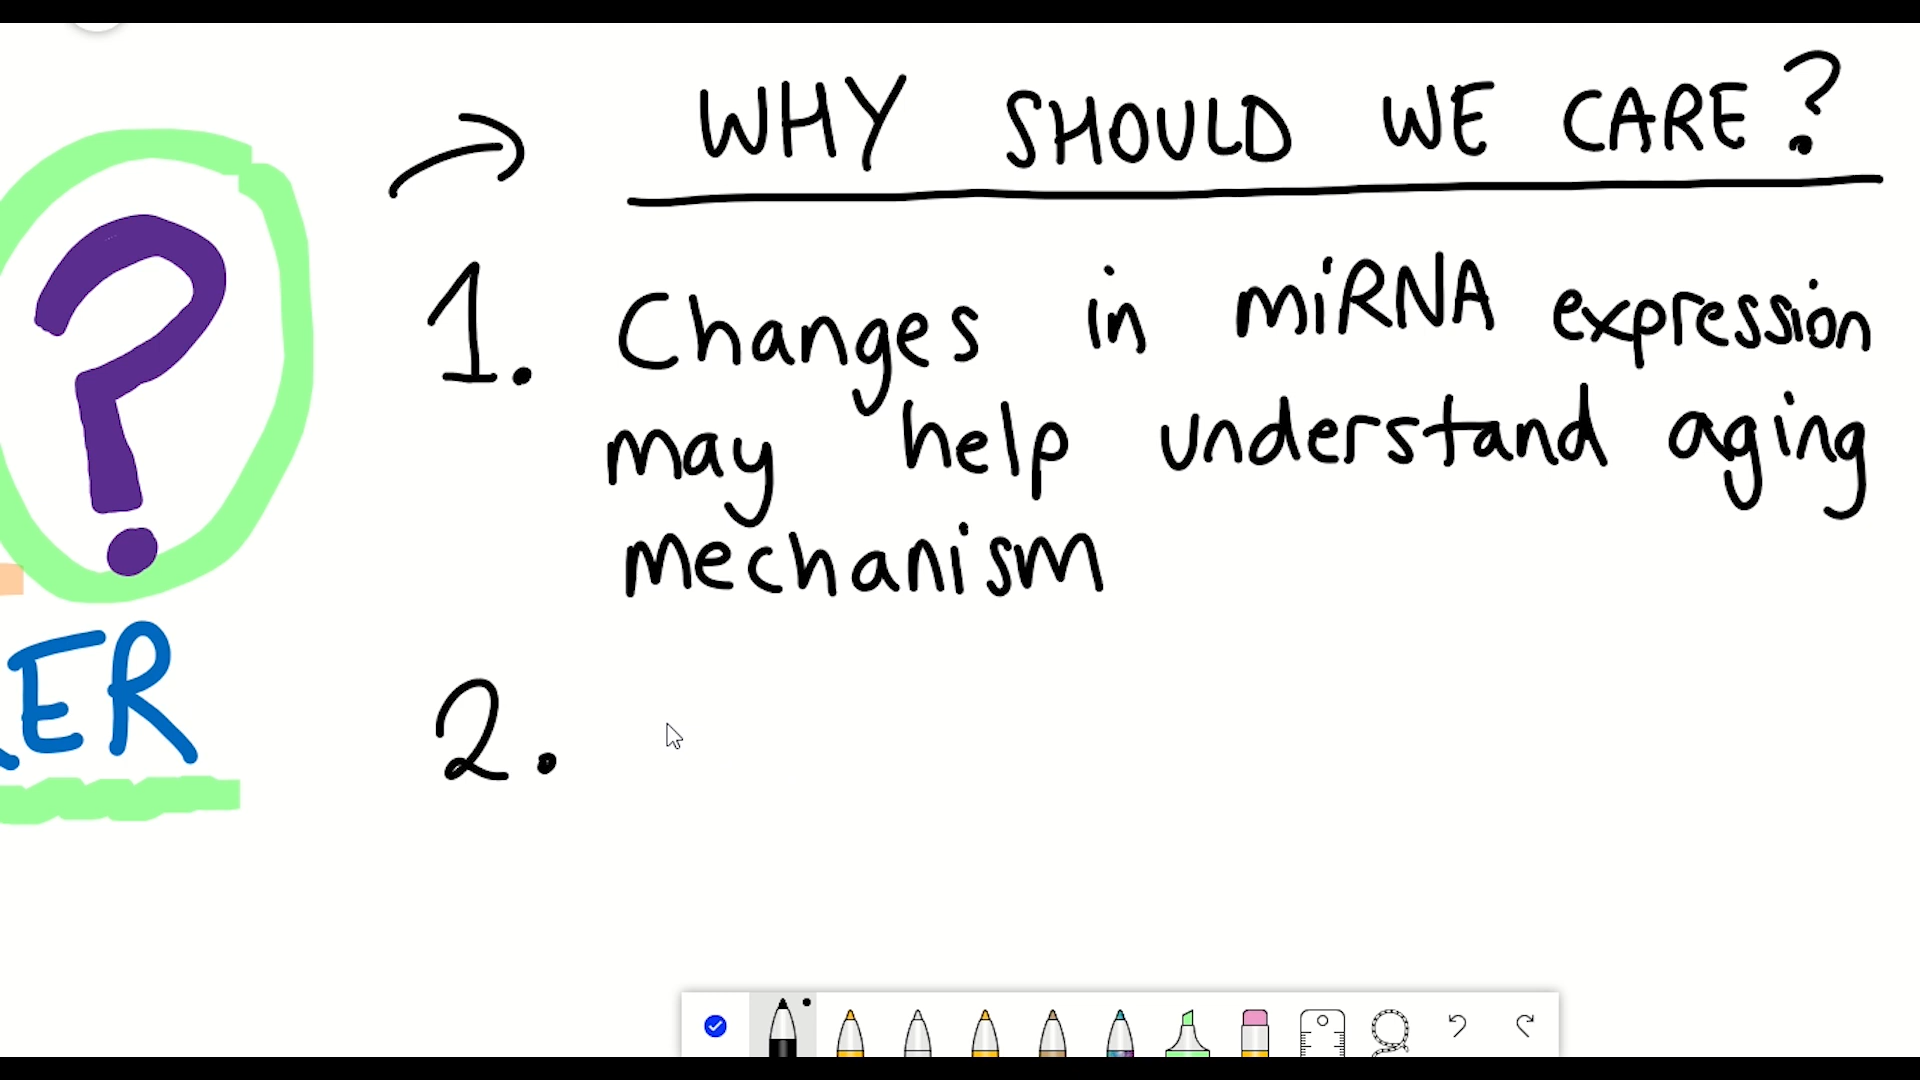 WHY SHOULD WE CARE?
1. Changes in miRNA expression
may help understand aging
mechanism
2.
?
ER